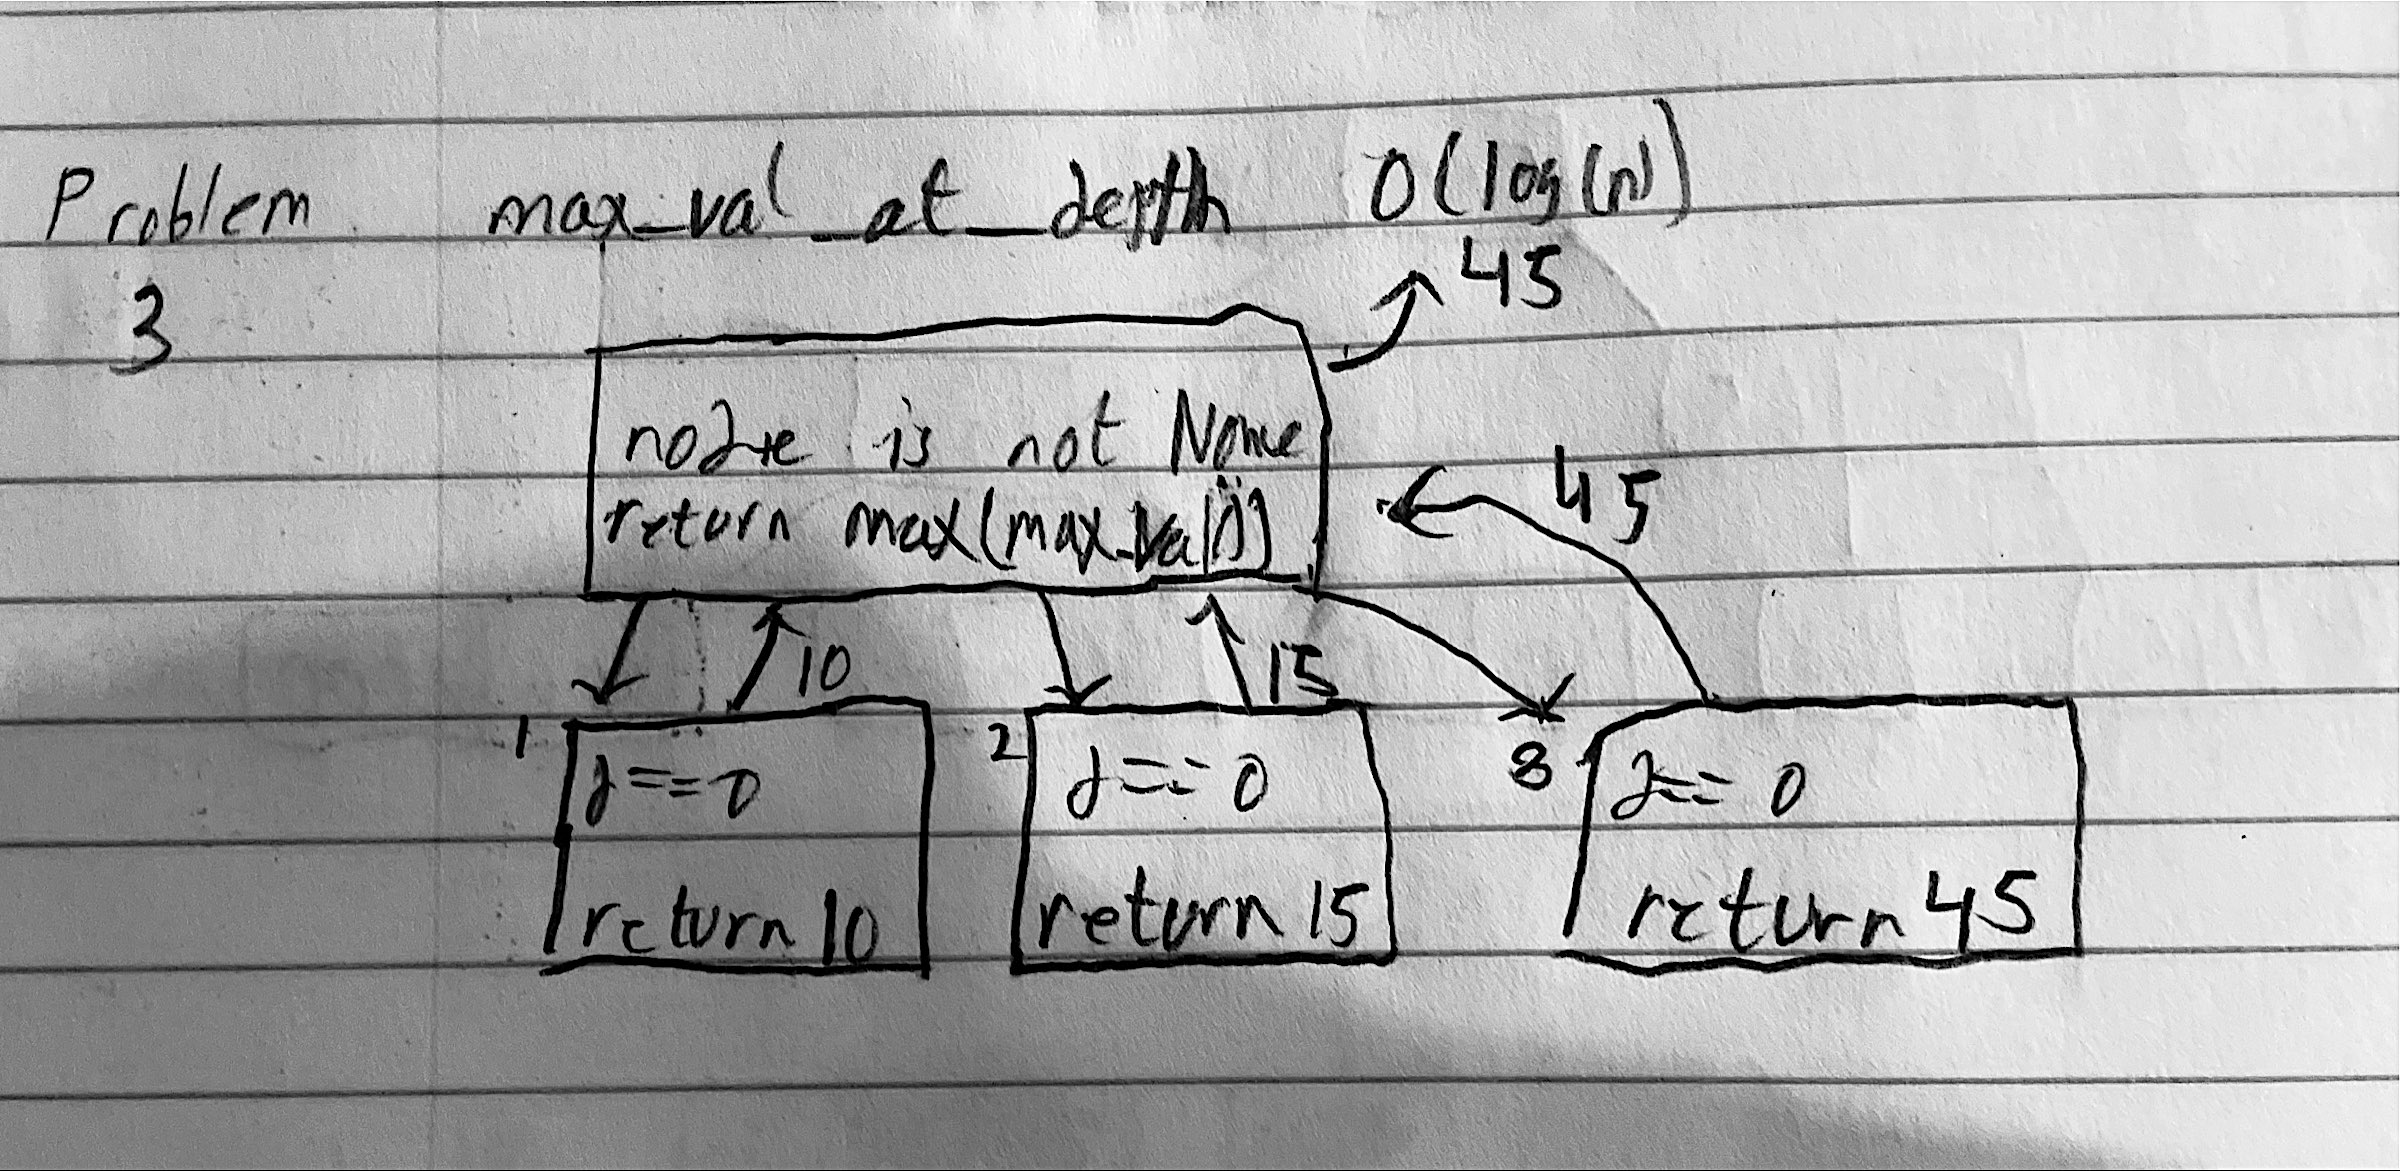 Problem max_val_at_depth O(log(n))
3
45
node is not None
return max(max_val())
45
10
15
1
d==0
return 10
2
d==0
return 15
3
d==0
return 45